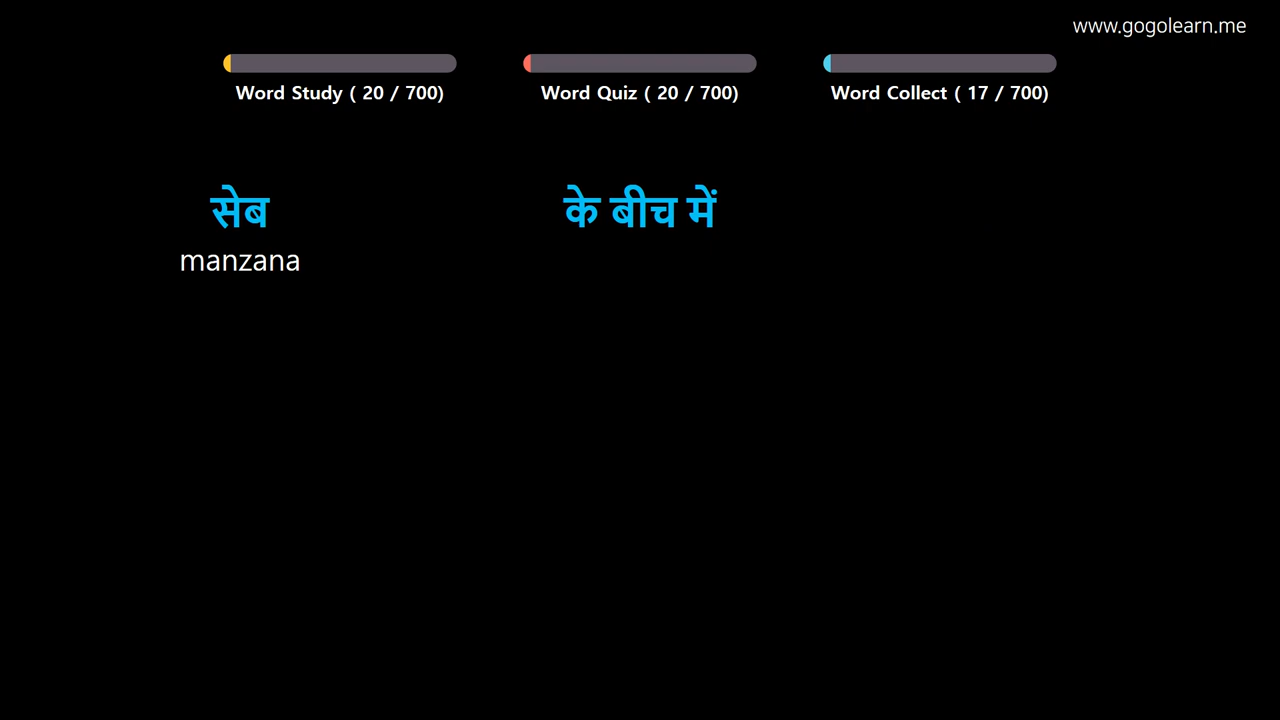 www.gogolearn.me
Word Study ( 20 / 700)
Word Quiz ( 20 / 700)
Word Collect ( 17 / 700)
सेब
के बीच में
manzana